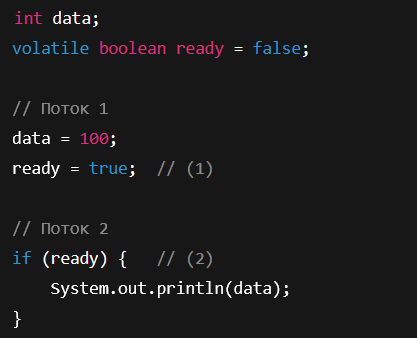 int data;
volatile boolean ready = false;
// Поток 1
data = 100;
ready = true;  // (1)
// Поток 2
if (ready) {   // (2)
    System.out.println(data);
}